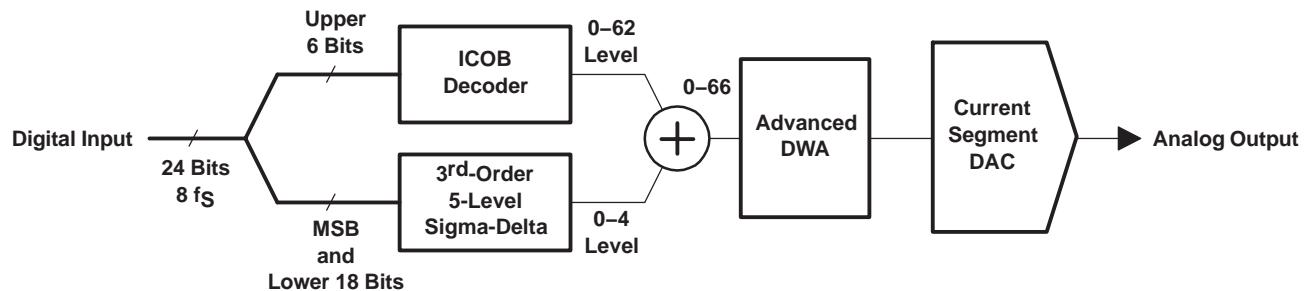 Digital Input
24 Bits
8 fS
Upper
6 Bits
ICOB
Decoder
0–62
Level
MSB
and
Lower 18 Bits
3rd-Order
5-Level
Sigma-Delta
0–4
Level
0–66
+
Advanced
DWA
Current
Segment
DAC
Analog Output